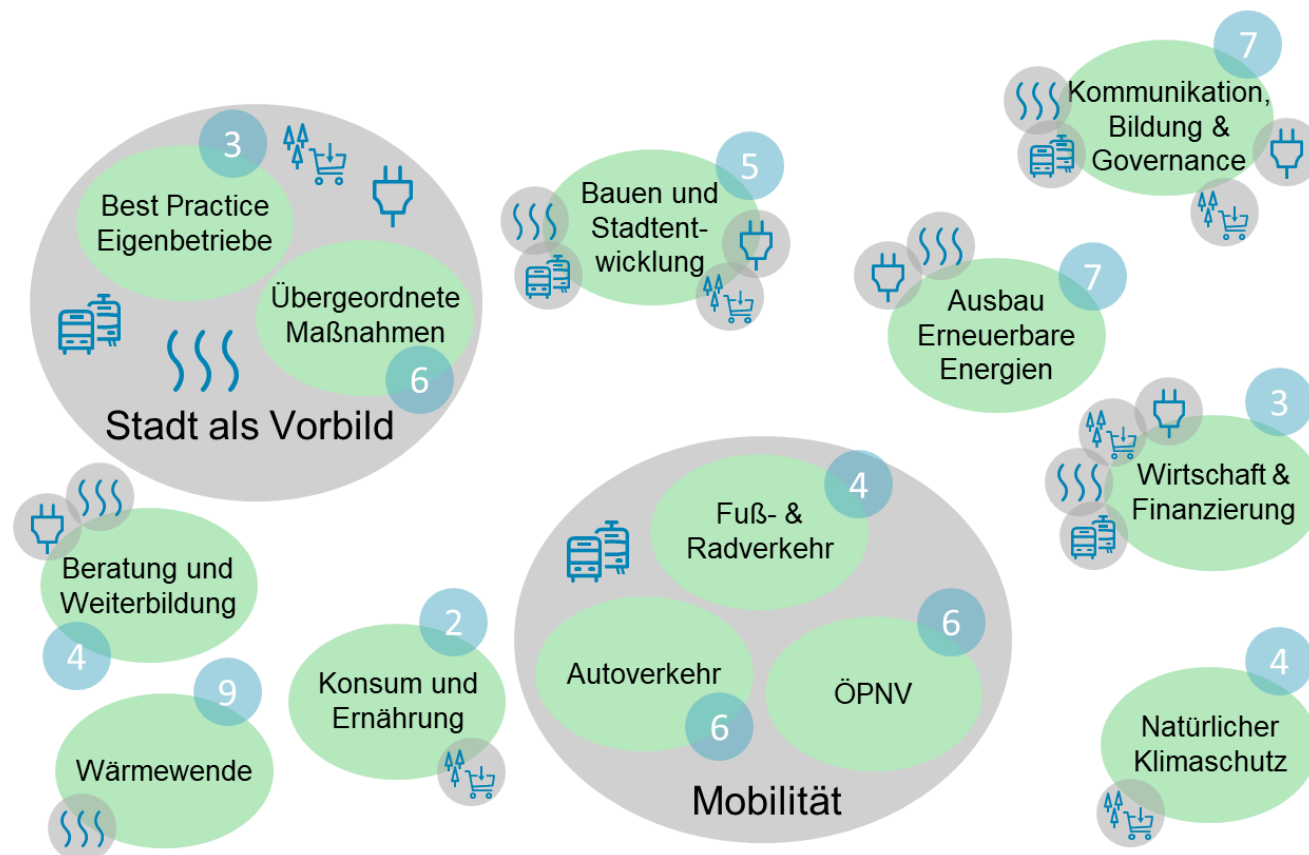 3
Best Practice
Eigenbetriebe
Übergeordnete
Maßnahmen
6
Stadt als Vorbild
5
Bauen und
Stadtent-
wicklung
7
Kommunikation,
Bildung &
Governance
7
Ausbau
Erneuerbare
Energien
3
Wirtschaft &
Finanzierung
Beratung und
Weiterbildung
4
9
Wärmewende
2
Konsum und
Ernährung
4
Fuß- &
Radverkehr
Autoverkehr
6
6
ÖPNV
Mobilität
4
Natürlicher
Klimaschutz